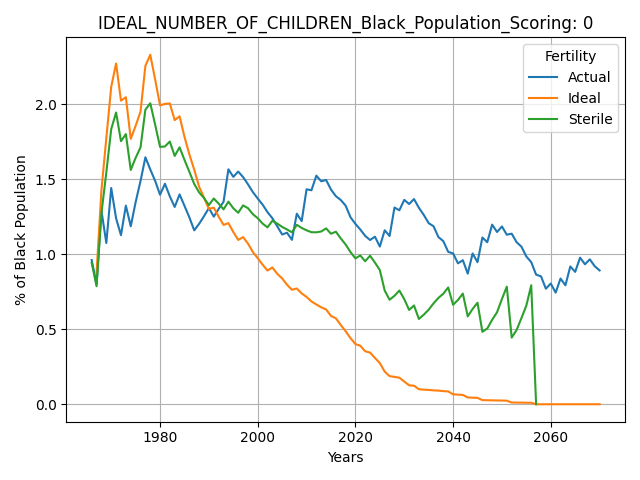 IDEAL_NUMBER_OF_CHILDREN_Black_Population_Scoring: 0
Fertility
Actual
Ideal
Sterile
% of Black Population
2.0
1.5
1.0
0.5
0.0
1980
2000
2020
2040
2060
Years